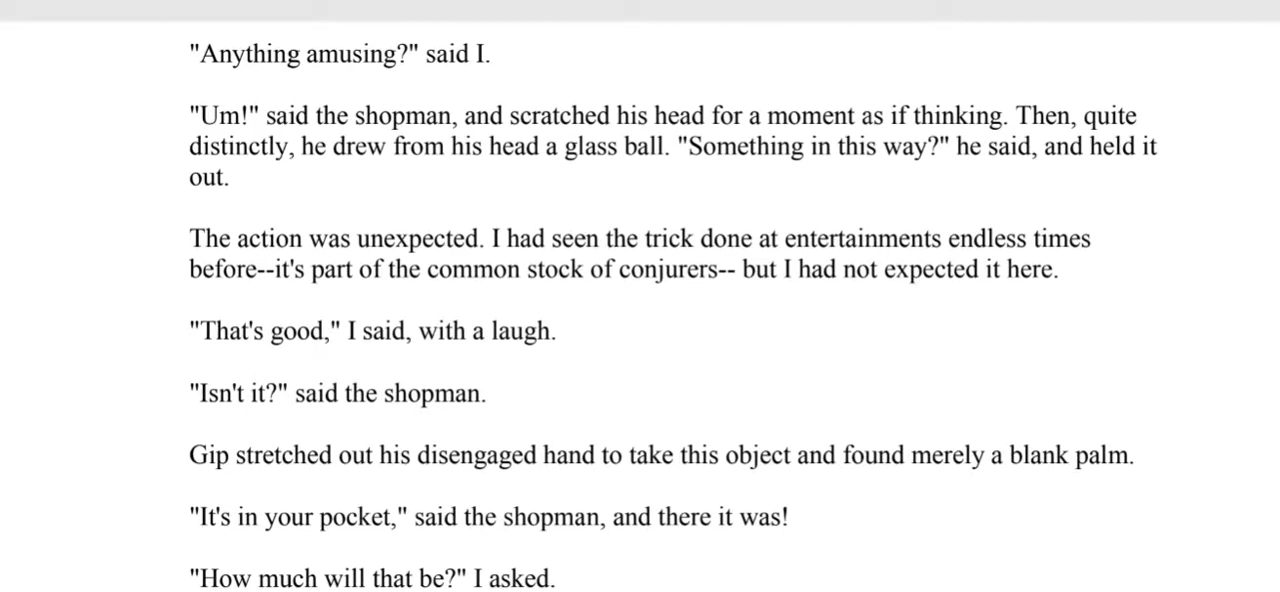 "Anything amusing?" said I.
"Um!" said the shopman, and scratched his head for a moment as if thinking. Then, quite
distinctly, he drew from his head a glass ball. "Something in this way?" he said, and held it
out.
The action was unexpected. I had seen the trick done at entertainments endless times
before--it's part of the common stock of conjurers-- but I had not expected it here.
"That's good," I said, with a laugh.
"Isn't it?" said the shopman.
Gip stretched out his disengaged hand to take this object and found merely a blank palm.
"It's in your pocket," said the shopman, and there it was!
"How much will that be?" I asked.